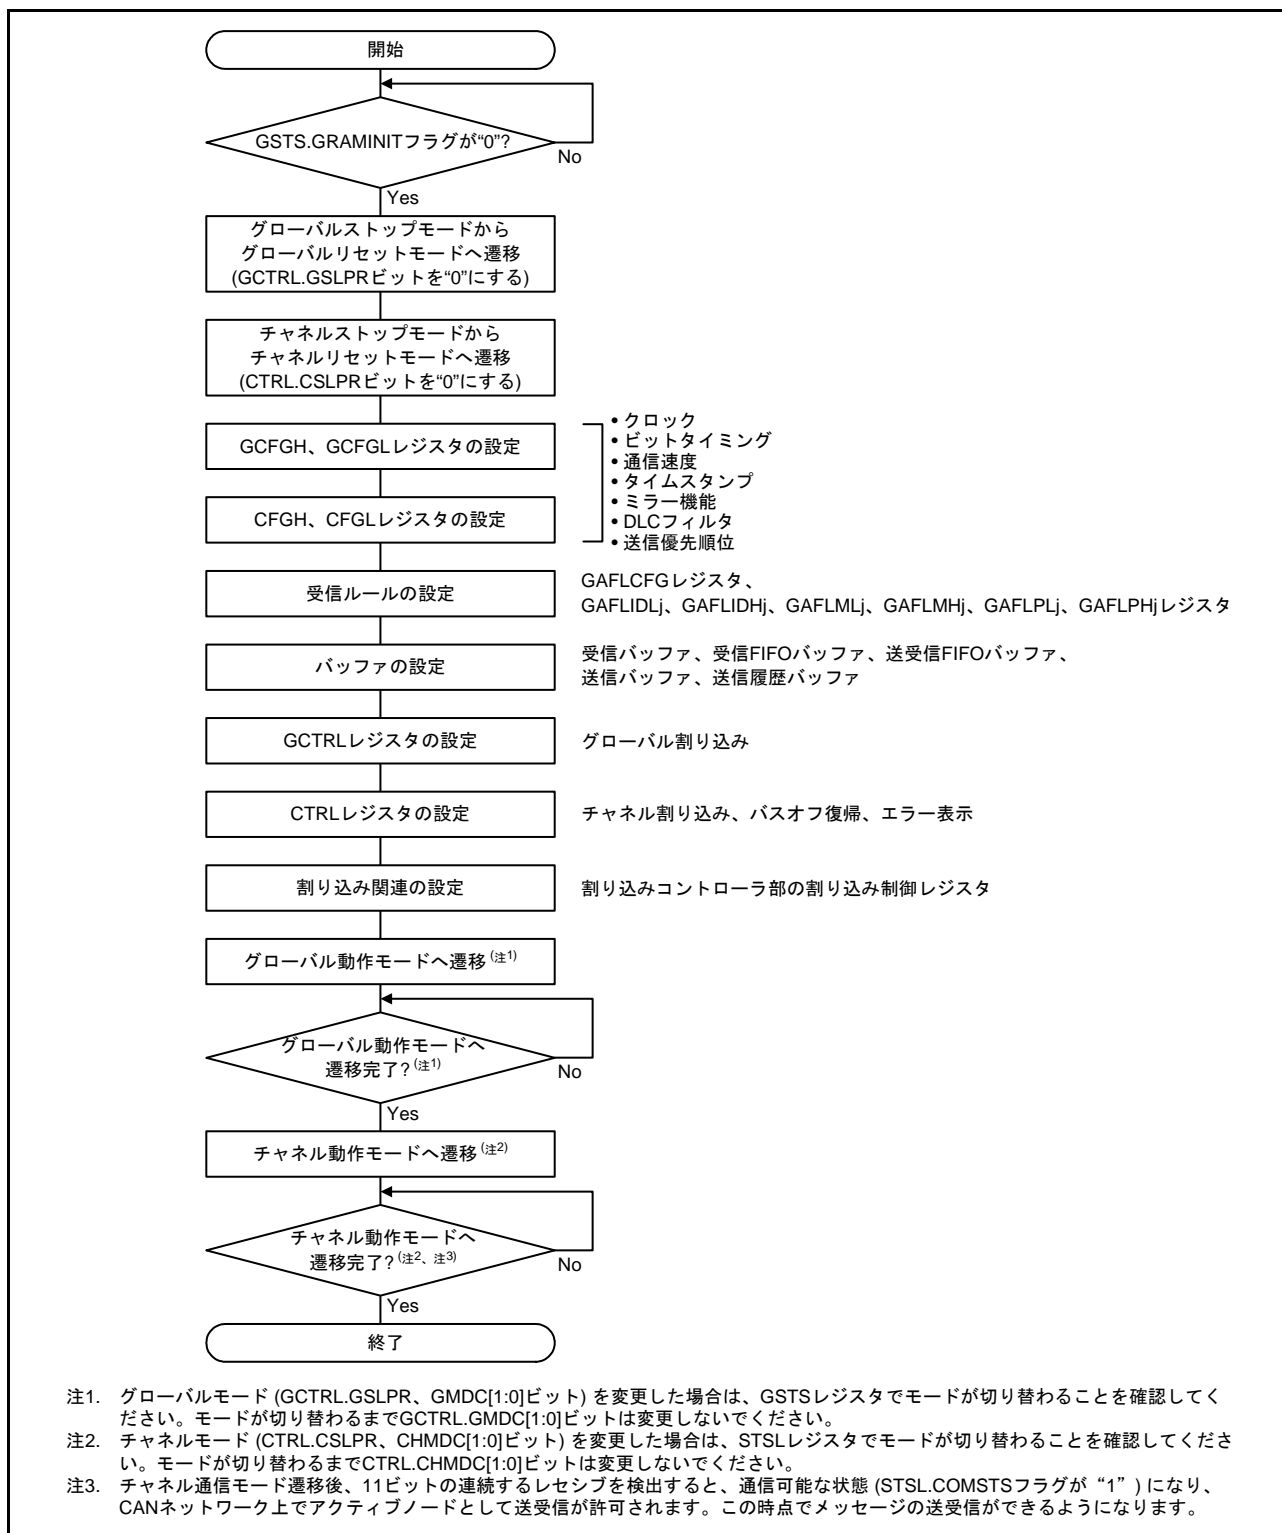 開始
GSTS.GRAMINITフラグが“0”?
No
Yes
グローバルストップモードから
グローバルリセットモードへ遷移
(GCTRL.GSLPRビットを“0”にする)
チャネルストップモードから
チャネルリセットモードへ遷移
(CTRL.CSLPRビットを“0”にする)
GCFGH、GCFGLレジスタの設定
CFGH、CFGLレジスタの設定
• クロック
• ビットタイミング
• 通信速度
• タイムスタンプ
• ミラー機能
• DLCフィルタ
• 送信優先順位
受信ルールの設定
GAFLCFGレジスタ、
GAFLIDLj、GAFLIDHj、GAFLMLj、GAFLMHj、GAFLPLj、GAFLPHjレジスタ
バッファの設定
受信バッファ、受信FIFOバッファ、送受信FIFOバッファ、
送信バッファ、送信履歴バッファ
GCTRLレジスタの設定
グローバル割り込み
CTRLレジスタの設定
チャネル割り込み、バスオフ復帰、エラー表示
割り込み関連の設定
割り込みコントローラ部の割り込み制御レジスタ
グローバル動作モードへ遷移 (注1)
グローバル動作モードへ
遷移完了? (注1)
No
Yes
チャネル動作モードへ遷移 (注2)
チャネル動作モードへ
遷移完了? (注2、注3)
No
Yes
終了
注1. グローバルモード (GCTRL.GSLPR、GMDC[1:0]ビット) を変更した場合は、GSTSレジスタでモードが切り替わることを確認してく
ださい。モードが切り替わるまでGCTRL.GMDC[1:0]ビットは変更しないでください。
注2. チャネルモード (CTRL.CSLPR、CHMDC[1:0]ビット) を変更した場合は、STSLレジスタでモードが切り替わることを確認してくださ
い。モードが切り替わるまでCTRL.CHMDC[1:0]ビットは変更しないでください。
注3. チャネル通信モード遷移後、11ビットの連続するレセシブを検出すると、通信可能な状態 (STSL.COMSTSフラグが“1”) になり、
CANネットワーク上でアクティブノードとして送受信が許可されます。この時点でメッセージの送受信ができるようになります。